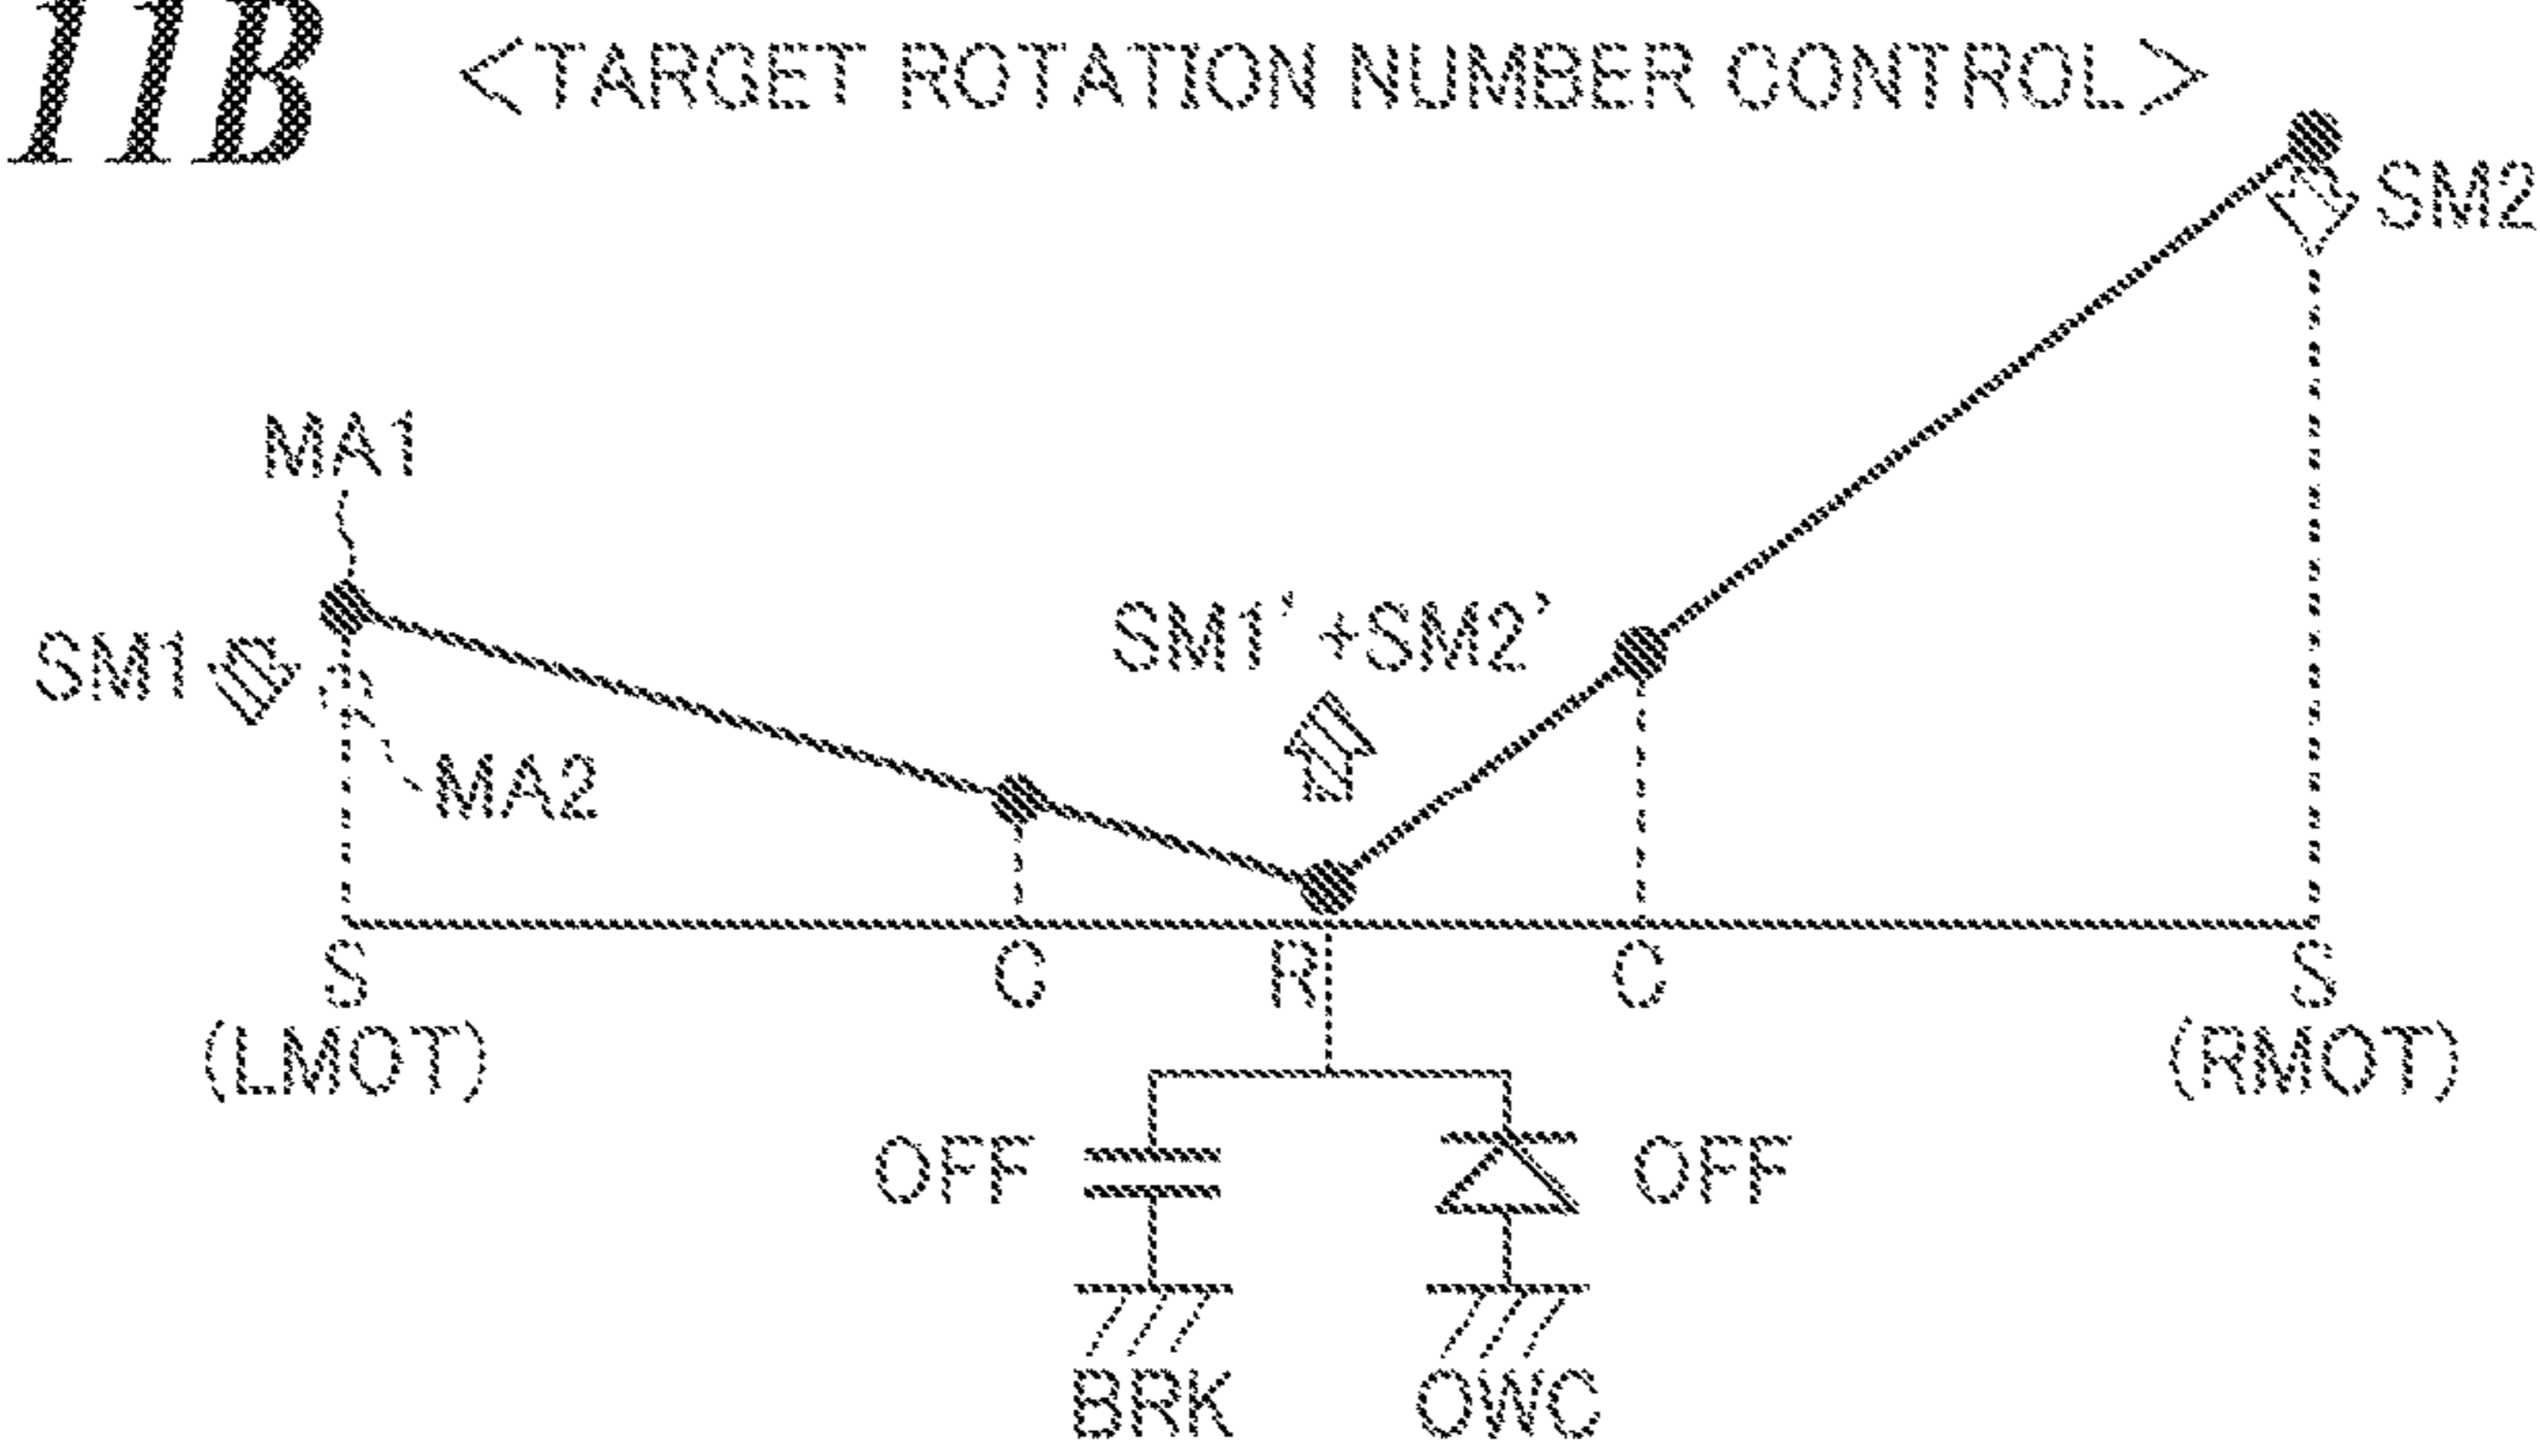 11B
<TARGET ROTATION NUMBER CONTROL>
SM2
MA1
SM1'+SM2'
SM1
MA2
S C R C S
(LMOT) (RMOT)
OFF OFF
BRK OWC